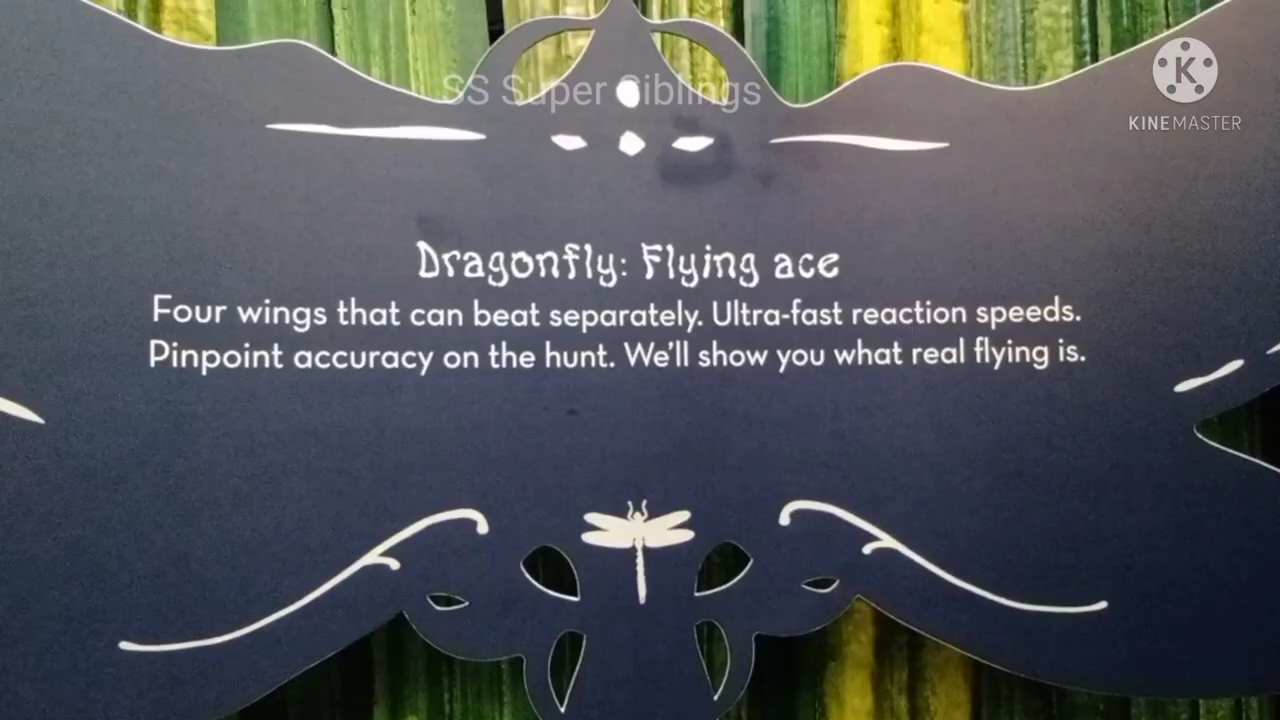 SS Super Siblings
KINEMASTER
Dragonfly: Flying ace
Four wings that can beat separately. Ultra-fast reaction speeds.
Pinpoint accuracy on the hunt. We'll show you what real flying is.